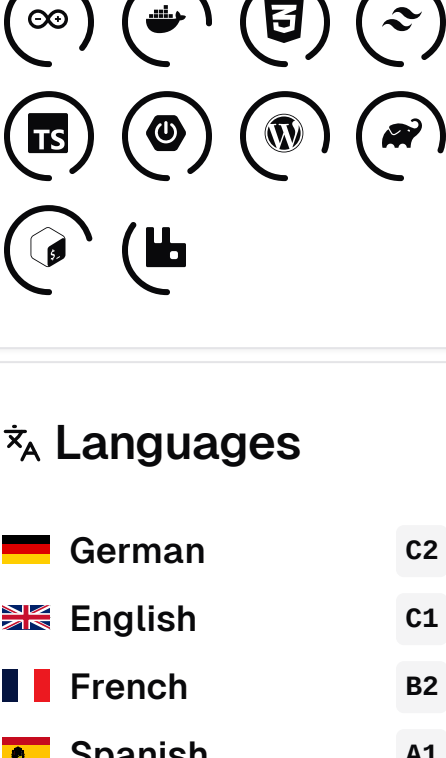 TS
Languages
German C2
English C1
French B2
Spanish A1